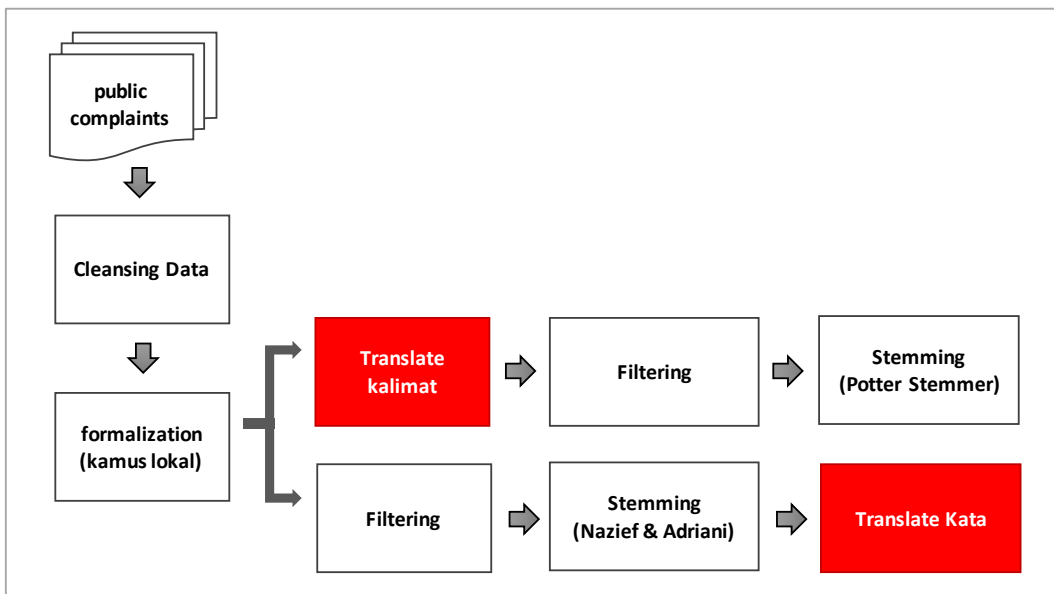 public
complaints
Cleansing Data
formalization
(kamus lokal)
Translate
kalimat
Filtering
Stemming
(Potter Stemmer)
Filtering
Stemming
(Nazief & Adriani)
Translate Kata